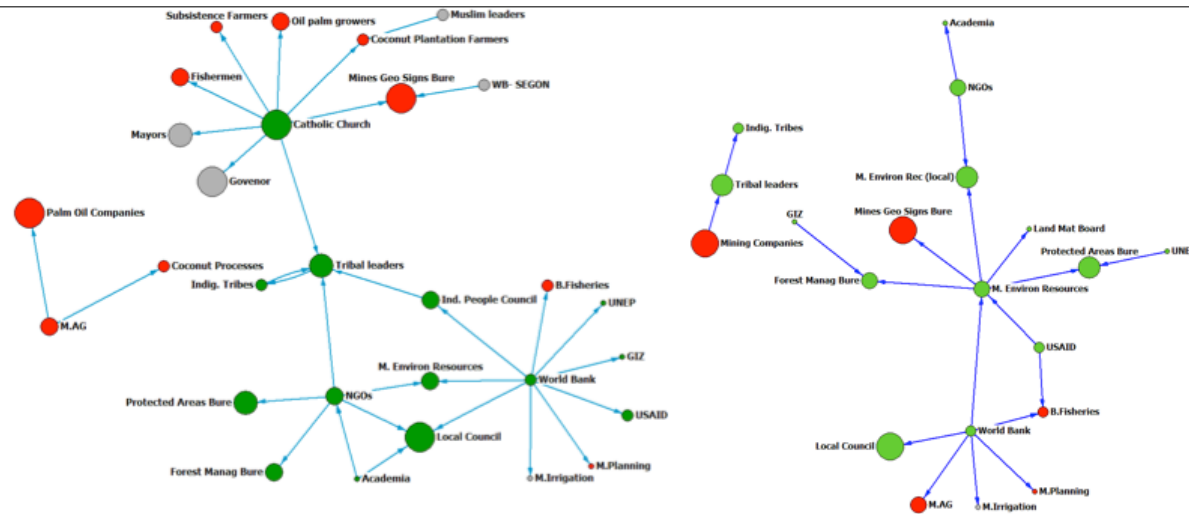 Subsistence Farmers
Oil palm growers
Muslim leaders
Coconut Plantation Farmers
Fishermen
Mines Geo Signs Bure
WB- SEGON
Catholic Church
Mayors
Govenor
Palm Oil Companies
Coconut Processes
M.AG
Tribal leaders
Indig. Tribes
Ind. People Council
B.Fisheries
UNEP
GIZ
M. Environ Resources
World Bank
NGOs
Protected Areas Bure
USAID
Local Council
Forest Manag Bure
Academia
M.Planning
M.Irrigation
Academia
NGOs
Indig. Tribes
Tribal leaders
M. Environ Rec (local)
GIZ
Mines Geo Signs Bure
Land Mat Board
Mining Companies
Protected Areas Bure
UNE
Forest Manag Bure
M. Environ Resources
USAID
B.Fisheries
World Bank
Local Council
M.Planning
M.AG
M.Irrigation